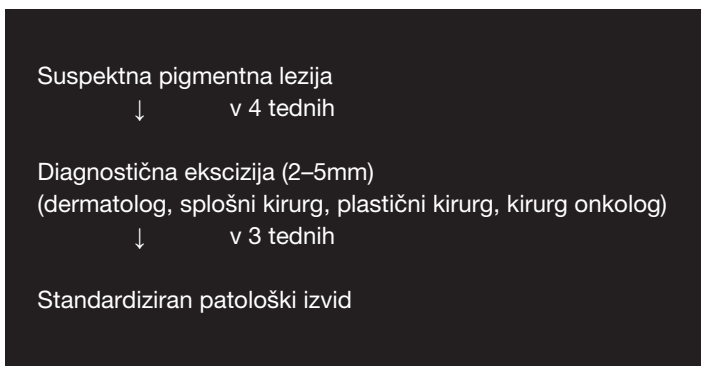 Suspektna pigmentna lezija
↓ v 4 tednih
Diagnostična ekscizija (2–5mm)
(dermatolog, splošni kirurg, plastični kirurg, kirurg onkolog)
↓ v 3 tednih
Standardiziran patološki izvid